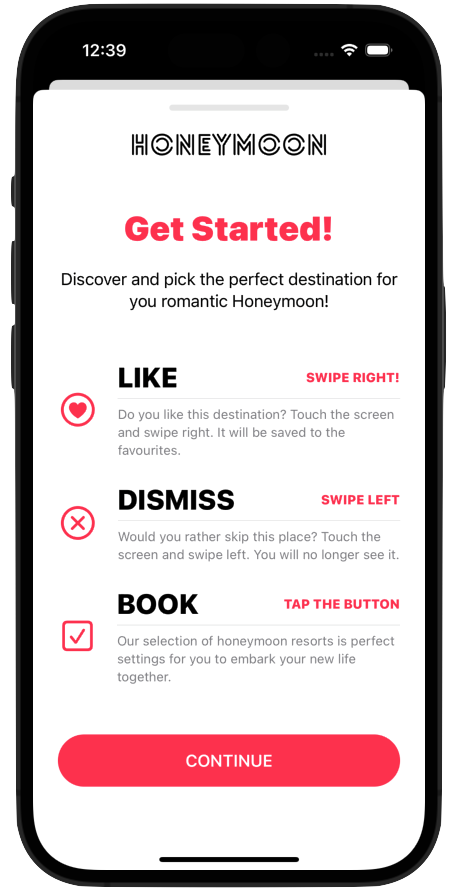 12:39
HONEYMOON
Get Started!
Discover and pick the perfect destination for
you romantic Honeymoon!
LIKE
SWIPE RIGHT!
Do you like this destination? Touch the screen
and swipe right. It will be saved to the
favourites.
DISMISS
SWIPE LEFT
Would you rather skip this place? Touch the
screen and swipe left. You will no longer see it.
BOOK
TAP THE BUTTON
Our selection of honeymoon resorts is perfect
settings for you to embark your new life
together.
CONTINUE